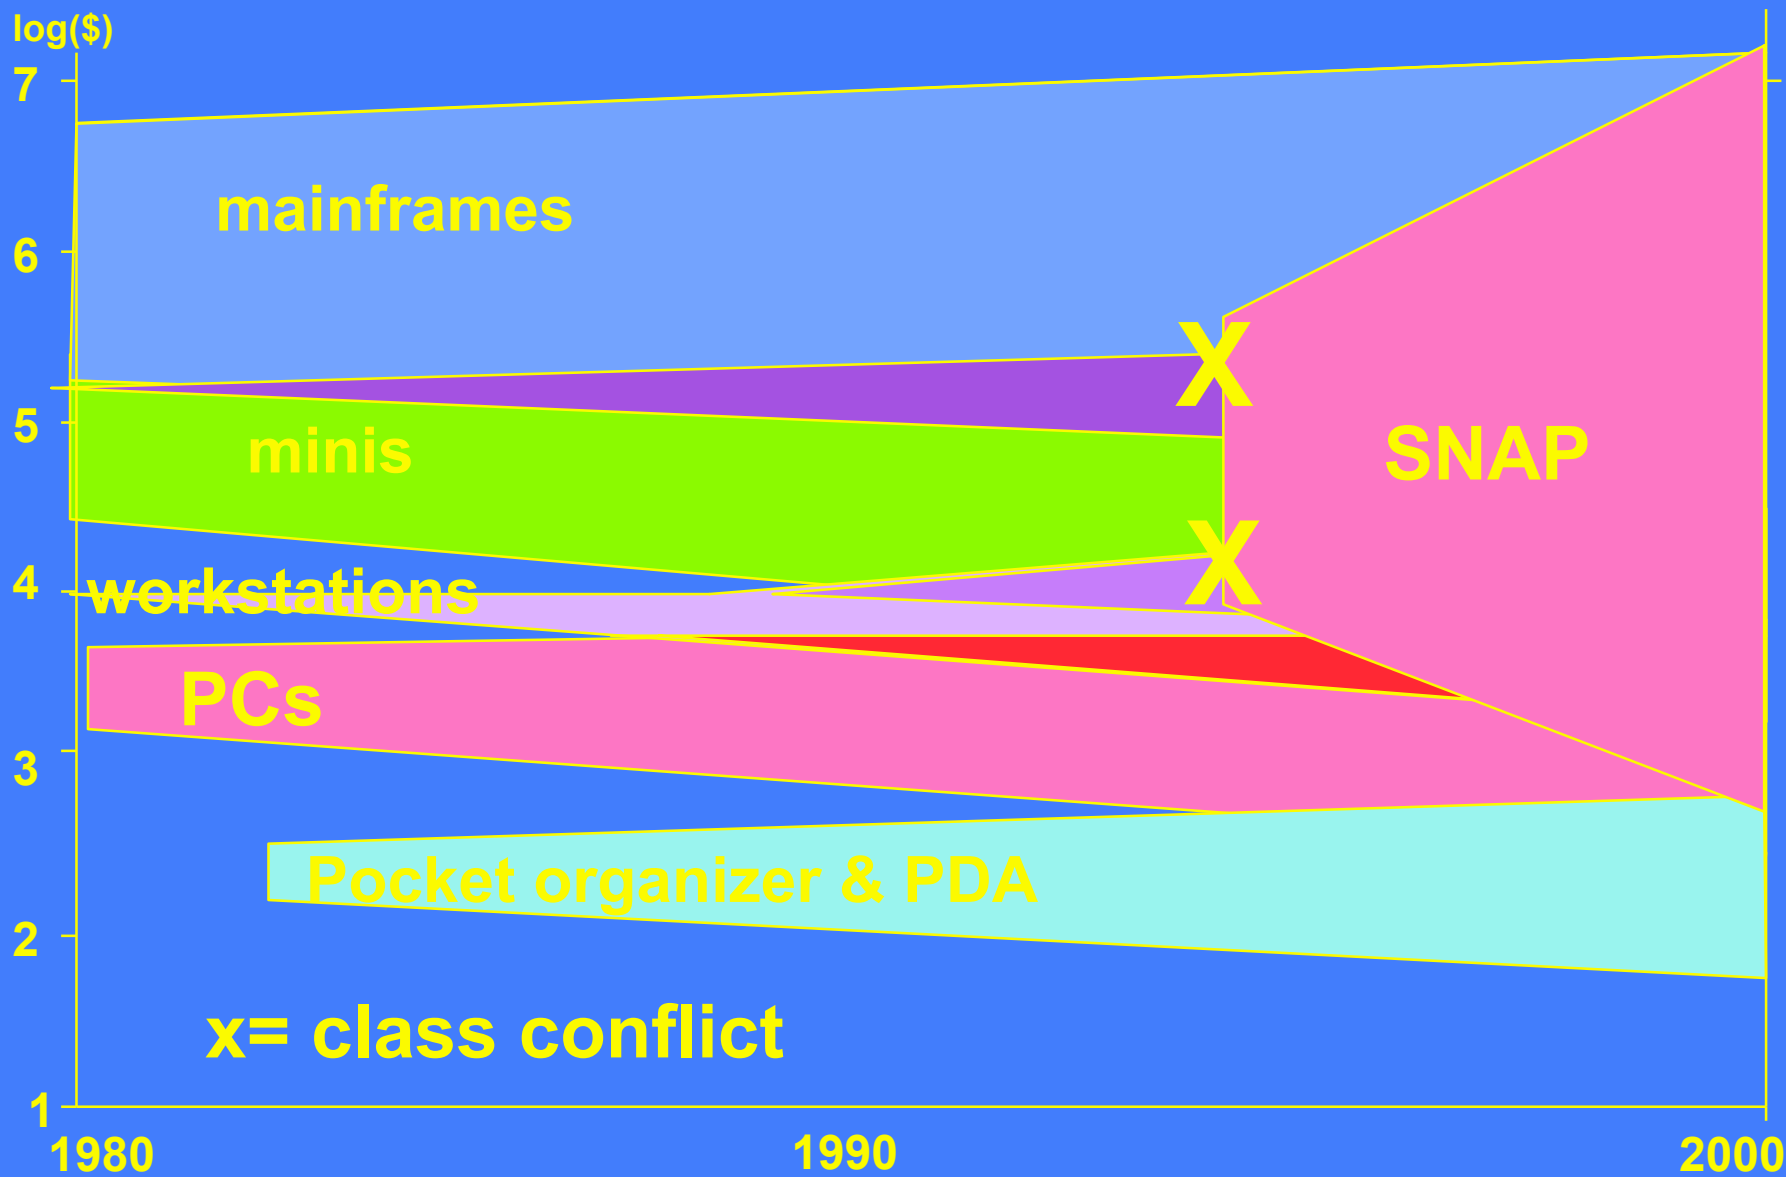 log($)
7
mainframes
6
X
5
minis
SNAP
X
4
workstations
PCs
3
Pocket organizer & PDA
2
x= class conflict
1
1980 1990 2000